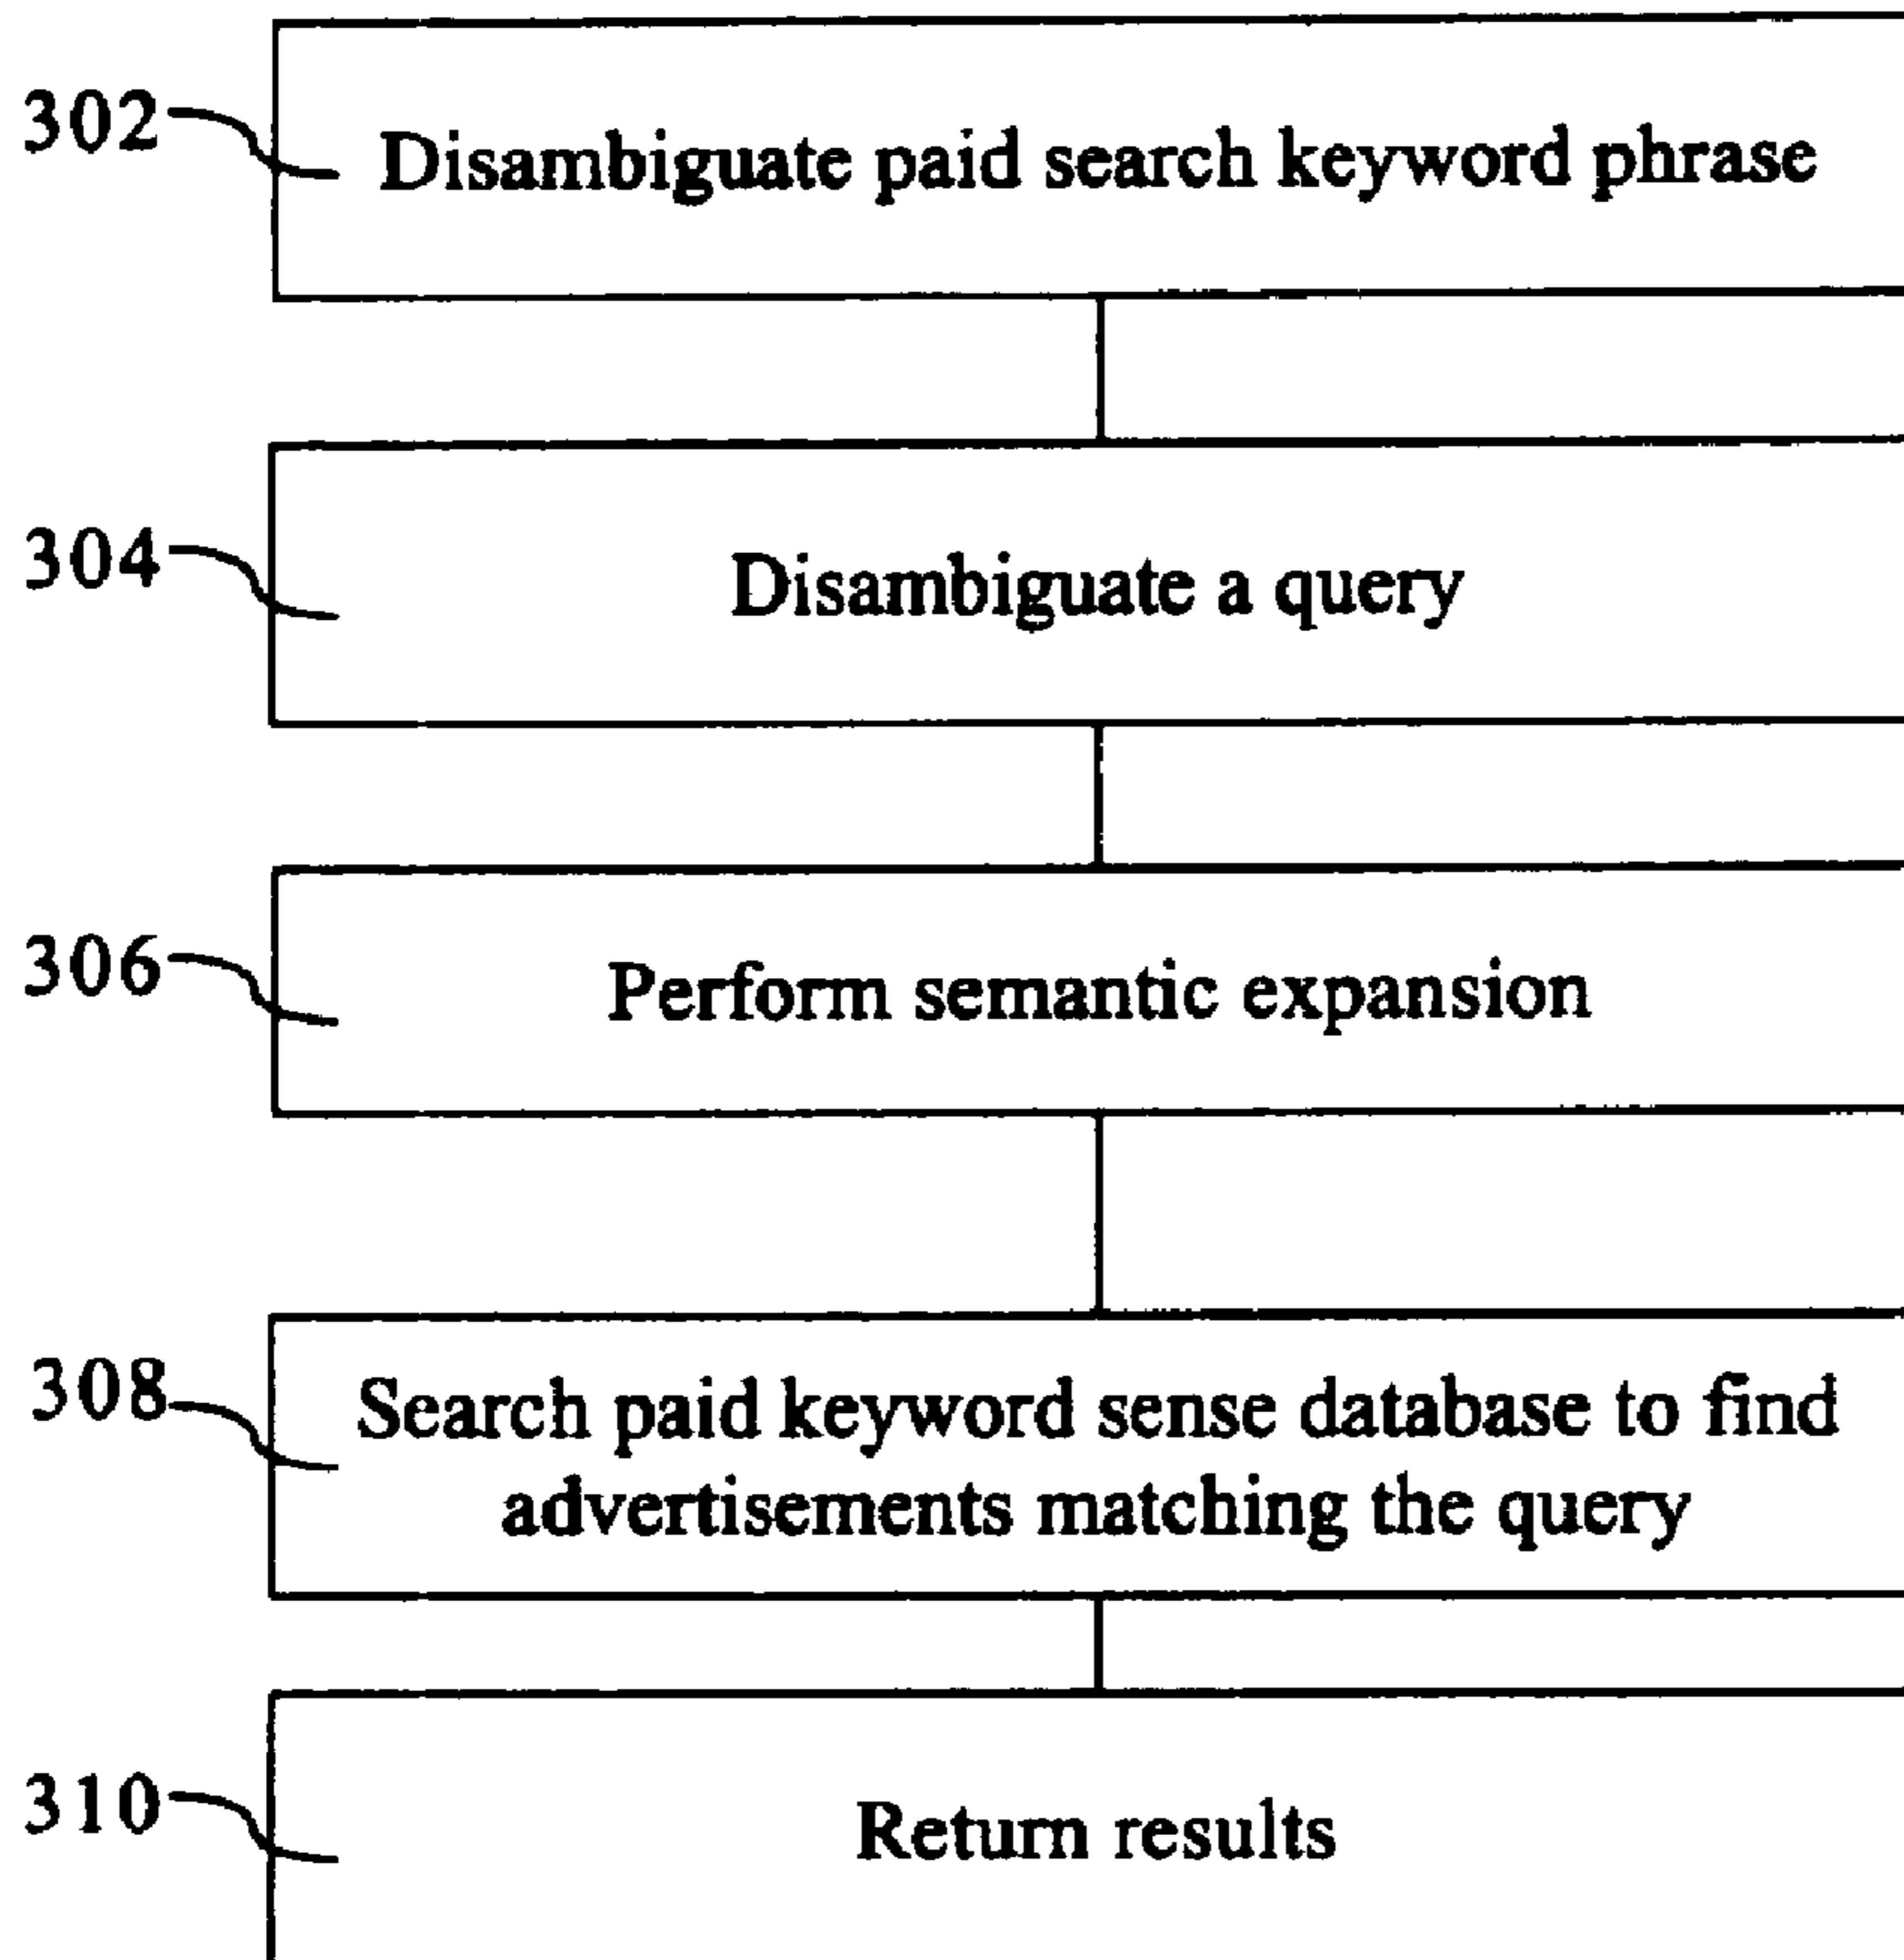 302
Disambiguate paid search keyword phrase
304
Disambiguate a query
306
Perform semantic expansion
308
Search paid keyword sense database to find
advertisements matching the query
310
Return results